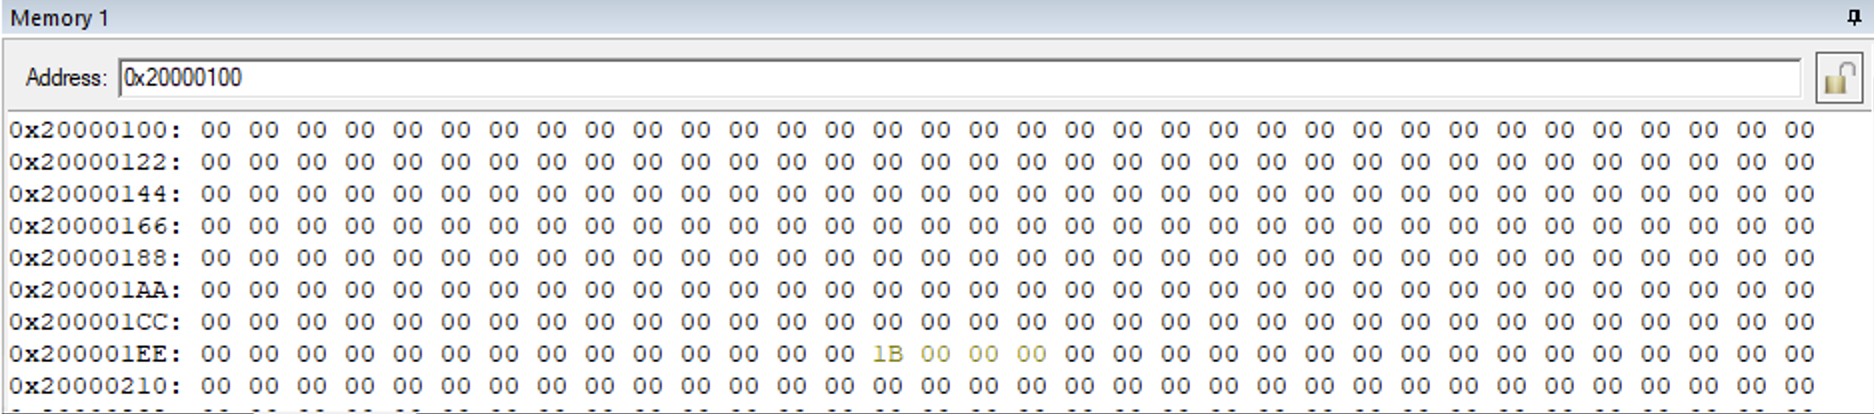 Memory 1
Address: 0x20000100
0x20000100: 00 00 00 00 00 00 00 00 00 00 00 00 00 00 00 00 00 00 00 00 00 00 00 00 00 00 00 00 00 00 00 00 00 00
0x20000122: 00 00 00 00 00 00 00 00 00 00 00 00 00 00 00 00 00 00 00 00 00 00 00 00 00 00 00 00 00 00 00 00 00 00
0x20000144: 00 00 00 00 00 00 00 00 00 00 00 00 00 00 00 00 00 00 00 00 00 00 00 00 00 00 00 00 00 00 00 00 00 00
0x20000166: 00 00 00 00 00 00 00 00 00 00 00 00 00 00 00 00 00 00 00 00 00 00 00 00 00 00 00 00 00 00 00 00 00 00
0x20000188: 00 00 00 00 00 00 00 00 00 00 00 00 00 00 00 00 00 00 00 00 00 00 00 00 00 00 00 00 00 00 00 00 00 00
0x200001AA: 00 00 00 00 00 00 00 00 00 00 00 00 00 00 00 00 00 00 00 00 00 00 00 00 00 00 00 00 00 00 00 00 00 00
0x200001CC: 00 00 00 00 00 00 00 00 00 00 00 00 00 00 00 00 00 00 00 00 00 00 00 00 00 00 00 00 00 00 00 00 00 00
0x200001EE: 00 00 00 00 00 00 00 00 00 00 00 00 00 00 1B 00 00 00 00 00 00 00 00 00 00 00 00 00 00 00 00 00 00 00
0x20000210: 00 00 00 00 00 00 00 00 00 00 00 00 00 00 00 00 00 00 00 00 00 00 00 00 00 00 00 00 00 00 00 00 00 00